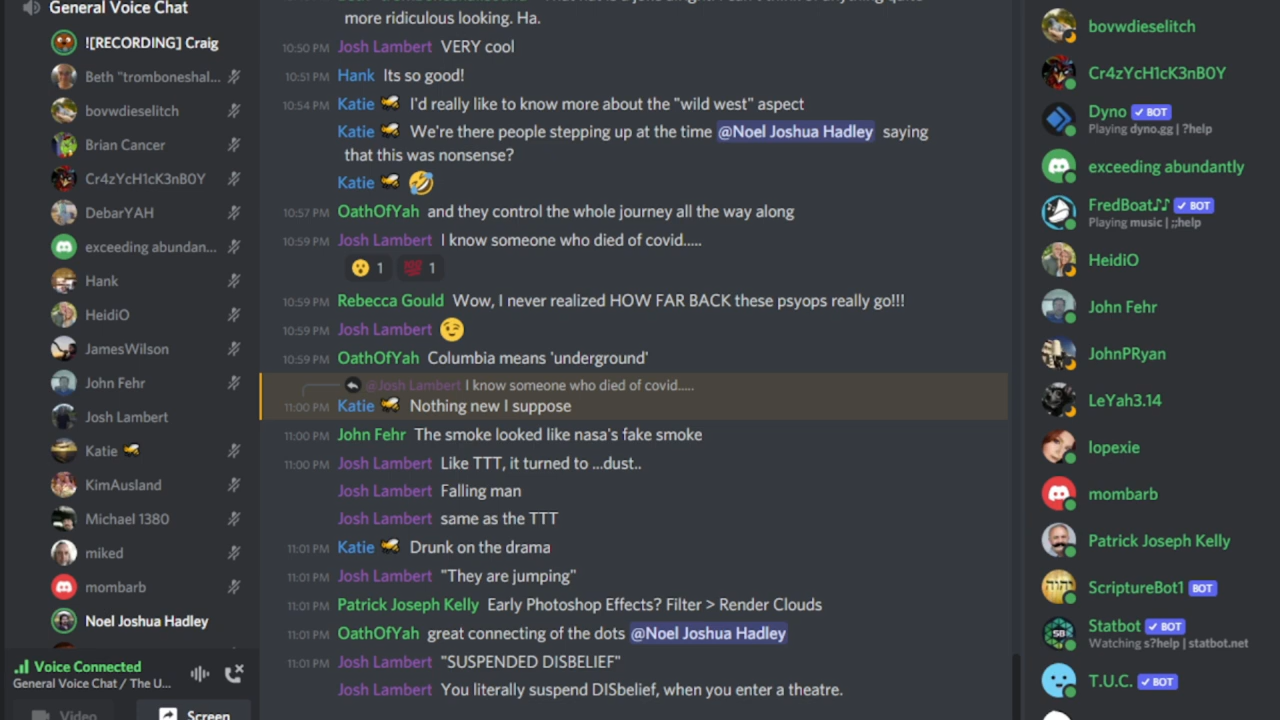 General Voice Chat
![RECORDING] Craig
Beth "tromboneshal...
bovwdieselitch
Brian Cancer
Cr4zYcH1cK3nB0Y
DebarYAH
exceeding abundan...
Hank
HeidiO
JamesWilson
John Fehr
Josh Lambert
Katie
KimAusland
Michael 1380
miked
mombarb
Noel Joshua Hadley
Voice Connected
General Voice Chat / The U...
Video
Screen
more ridiculous looking. Ha.
10:50 PM Josh Lambert VERY cool
10:51 PM Hank Its so good!
10:54 PM Katie I'd really like to know more about the "wild west" aspect
Katie We're there people stepping up at the time @Noel Joshua Hadley saying
that this was nonsense?
Katie
10:57 PM OathOfYah and they control the whole journey all the way along
10:59 PM Josh Lambert I know someone who died of covid.....
1 1
10:59 PM Rebecca Gould Wow, I never realized HOW FAR BACK these psyops really go!!!
10:59 PM Josh Lambert
10:59 PM OathOfYah Columbia means 'underground'
@Josh Lambert I know someone who died of covid.....
11:00 PM Katie Nothing new I suppose
11:00 PM John Fehr The smoke looked like nasa's fake smoke
11:00 PM Josh Lambert Like TTT, it turned to ...dust..
Josh Lambert Falling man
Josh Lambert same as the TTT
11:01 PM Katie Drunk on the drama
11:01 PM Josh Lambert "They are jumping"
11:01 PM Patrick Joseph Kelly Early Photoshop Effects? Filter > Render Clouds
11:01 PM OathOfYah great connecting of the dots @Noel Joshua Hadley
11:01 PM Josh Lambert "SUSPENDED DISBELIEF"
Josh Lambert You literally suspend DISbelief, when you enter a theatre.
bovwdieselitch
Cr4zYcH1cK3nB0Y
Dyno ✓ BOT
Playing dyno.gg | ?help
exceeding abundantly
FredBoat♪♪ ✓ BOT
Playing music | ;;help
HeidiO
John Fehr
JohnPRyan
LeYah3.14
lopexie
mombarb
Patrick Joseph Kelly
יהוה
ScriptureBot1 BOT
SB
Statbot ✓ BOT
Watching s?help | statbot.net
T.U.C. ✓ BOT